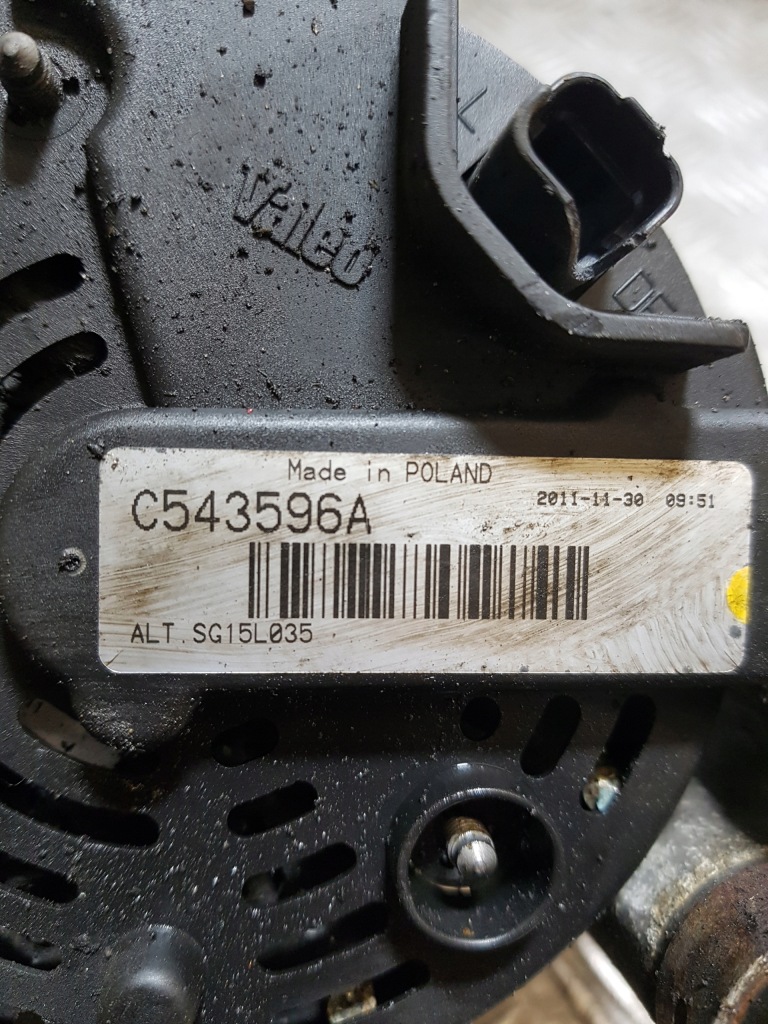 Valeo
Made in POLAND
C543596A
2011-11-30 09:51
ALT.SG15L035